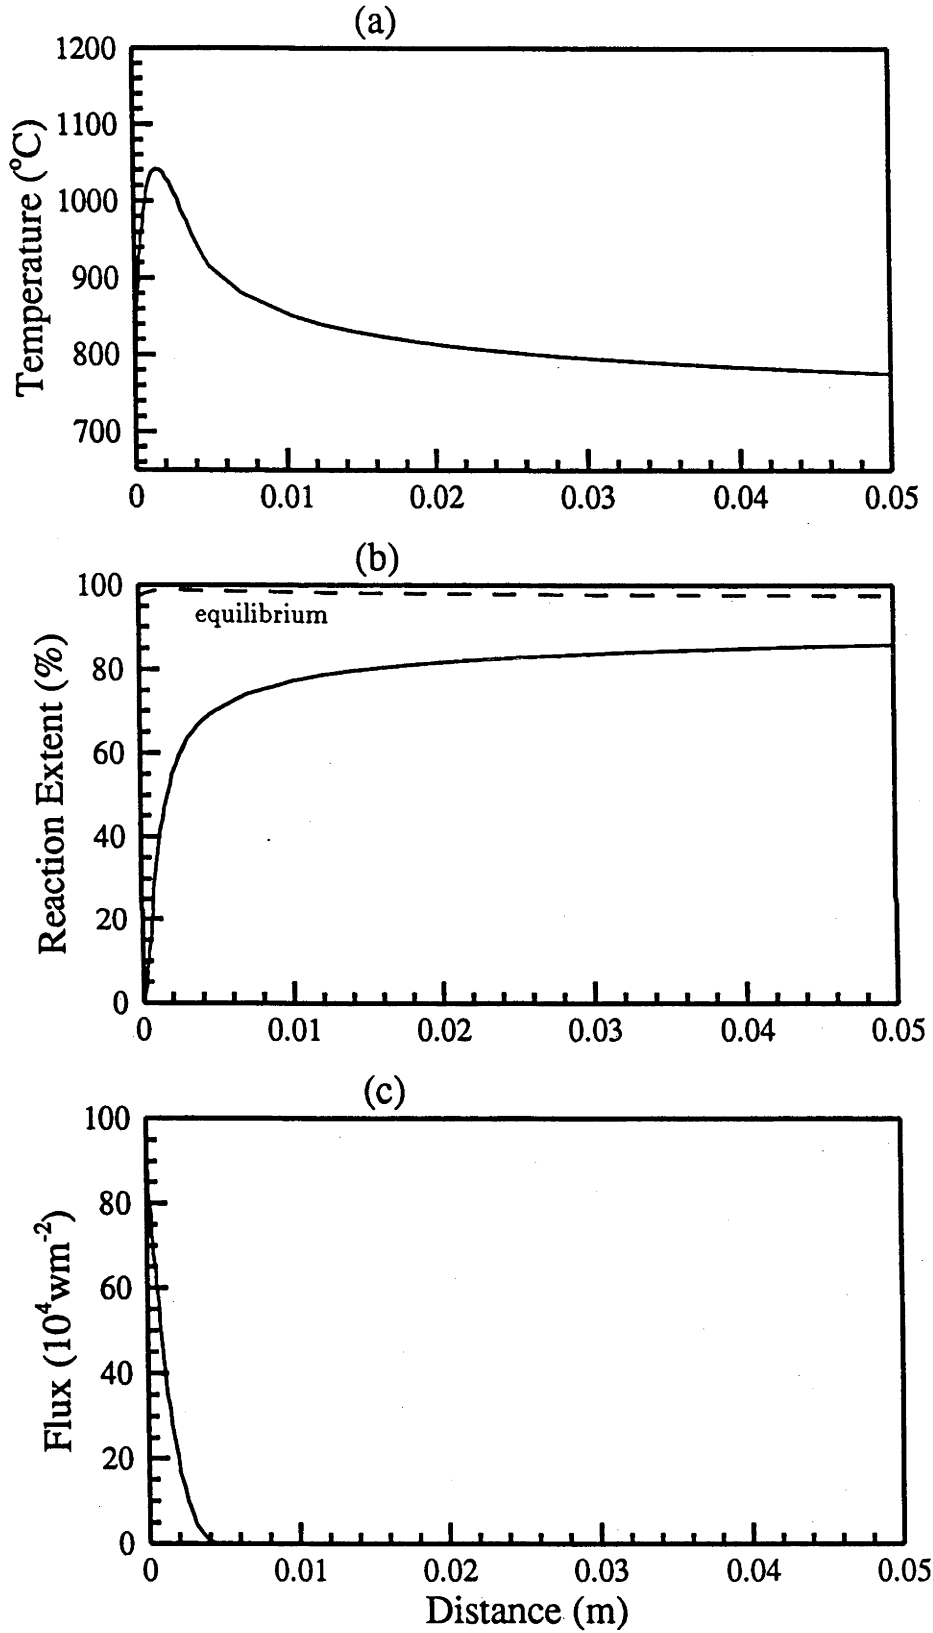 (a)
1200
1100
1000
900
800
700
Temperature (°C)
0 0.01 0.02 0.03 0.04 0.05
(b)
100
80
60
40
20
0
equilibrium
Reaction Extent (%)
0 0.01 0.02 0.03 0.04 0.05
(c)
100
80
60
40
20
0
Flux (10⁴wm⁻²)
0 0.01 0.02 0.03 0.04 0.05
Distance (m)